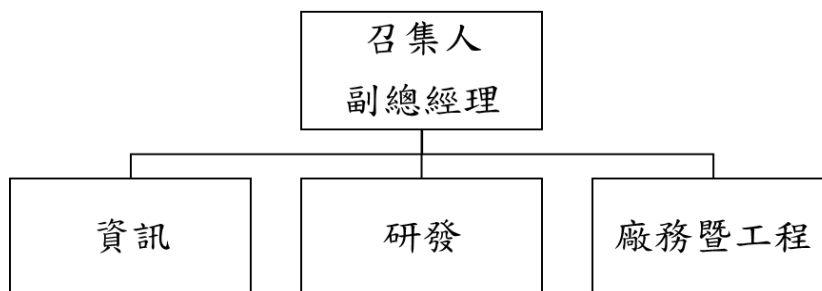 召集人
副總經理
資訊
研發
廠務暨工程